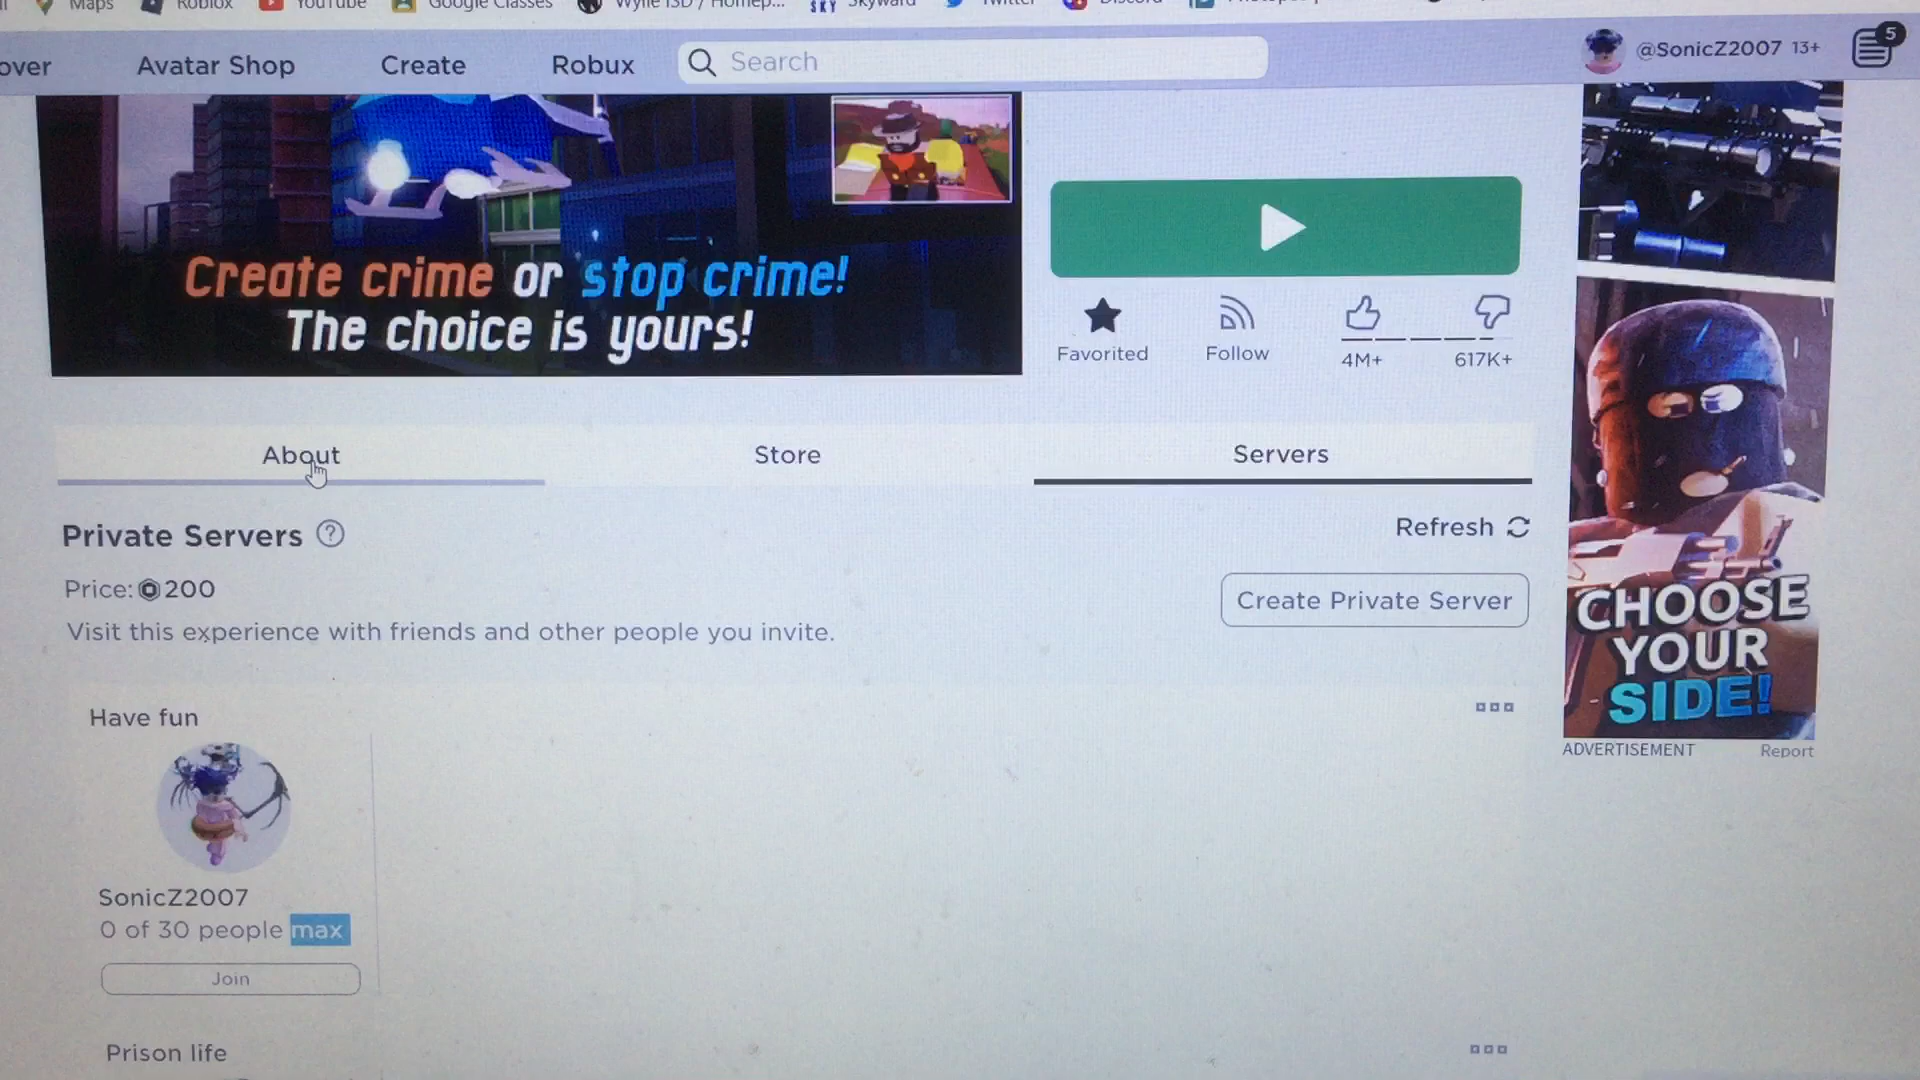 Maps
Roblox
YouTube
Google Classes
Skyward
Twitter
Discord
over
Avatar Shop
Create
Robux
Search
@SonicZ2007 13+
5
Create crime or stop crime!
The choice is yours!
Favorited
Follow
4M+
617K+
About
Store
Servers
Private Servers ?
Refresh
Price: 200
Create Private Server
Visit this experience with friends and other people you invite.
CHOOSE
YOUR
SIDE!
ADVERTISEMENT
Report
Have fun
SonicZ2007
0 of 30 people max
Join
Prison life